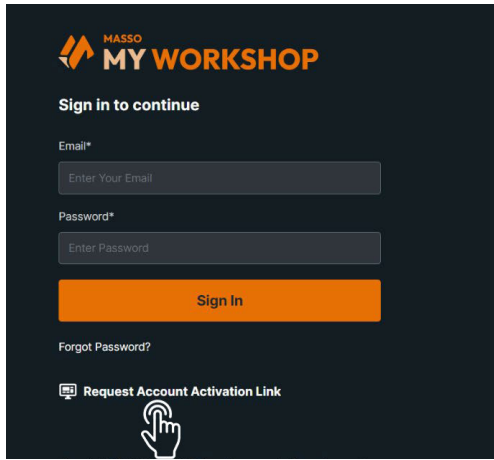 MASSO
MY WORKSHOP
Sign in to continue
Email*
Enter Your Email
Password*
Enter Password
Sign In
Forgot Password?
Request Account Activation Link